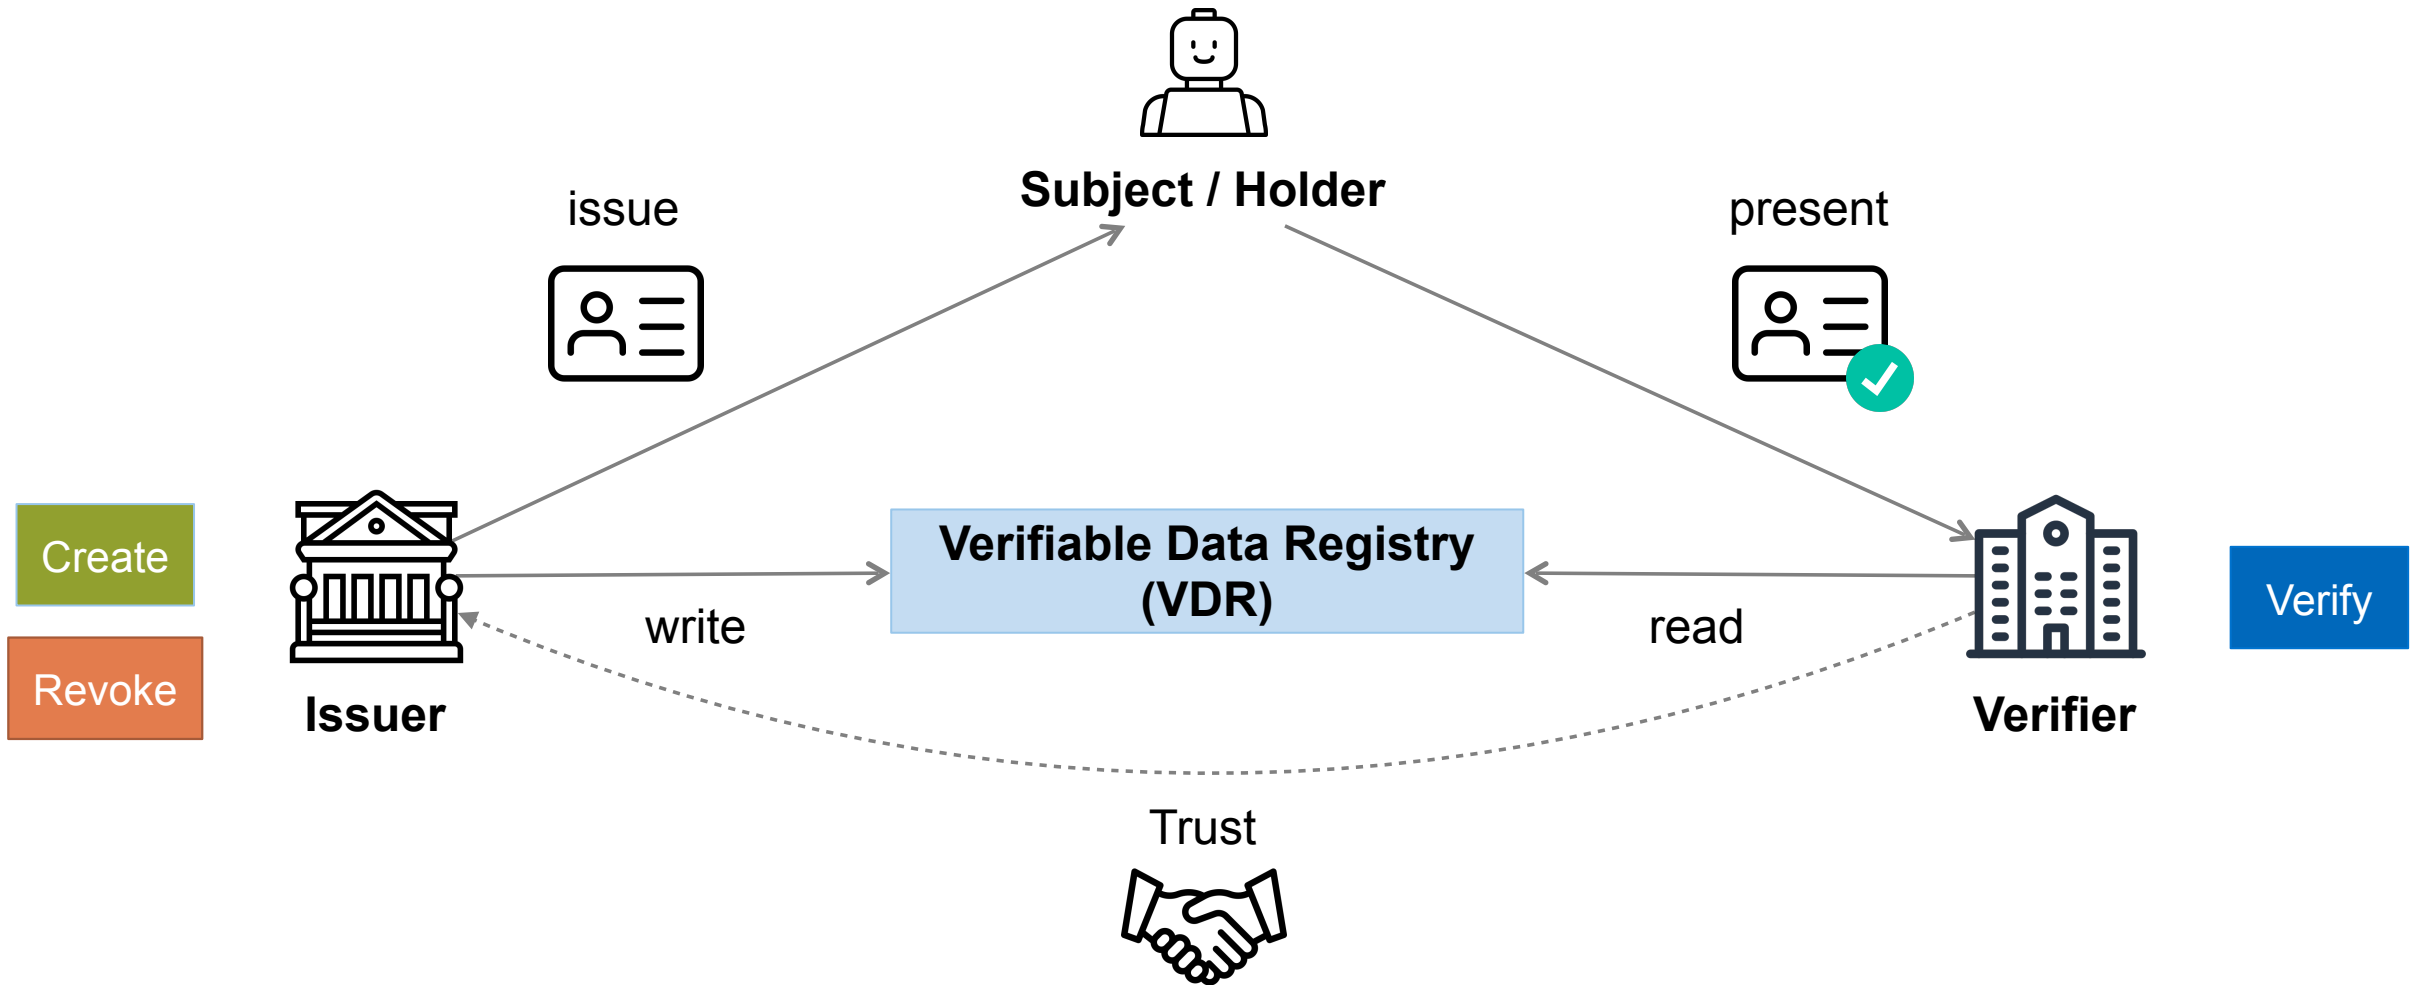 Subject / Holder
issue
present
Create
Verifiable Data Registry
(VDR)
Verify
write
read
Revoke
Issuer
Verifier
Trust